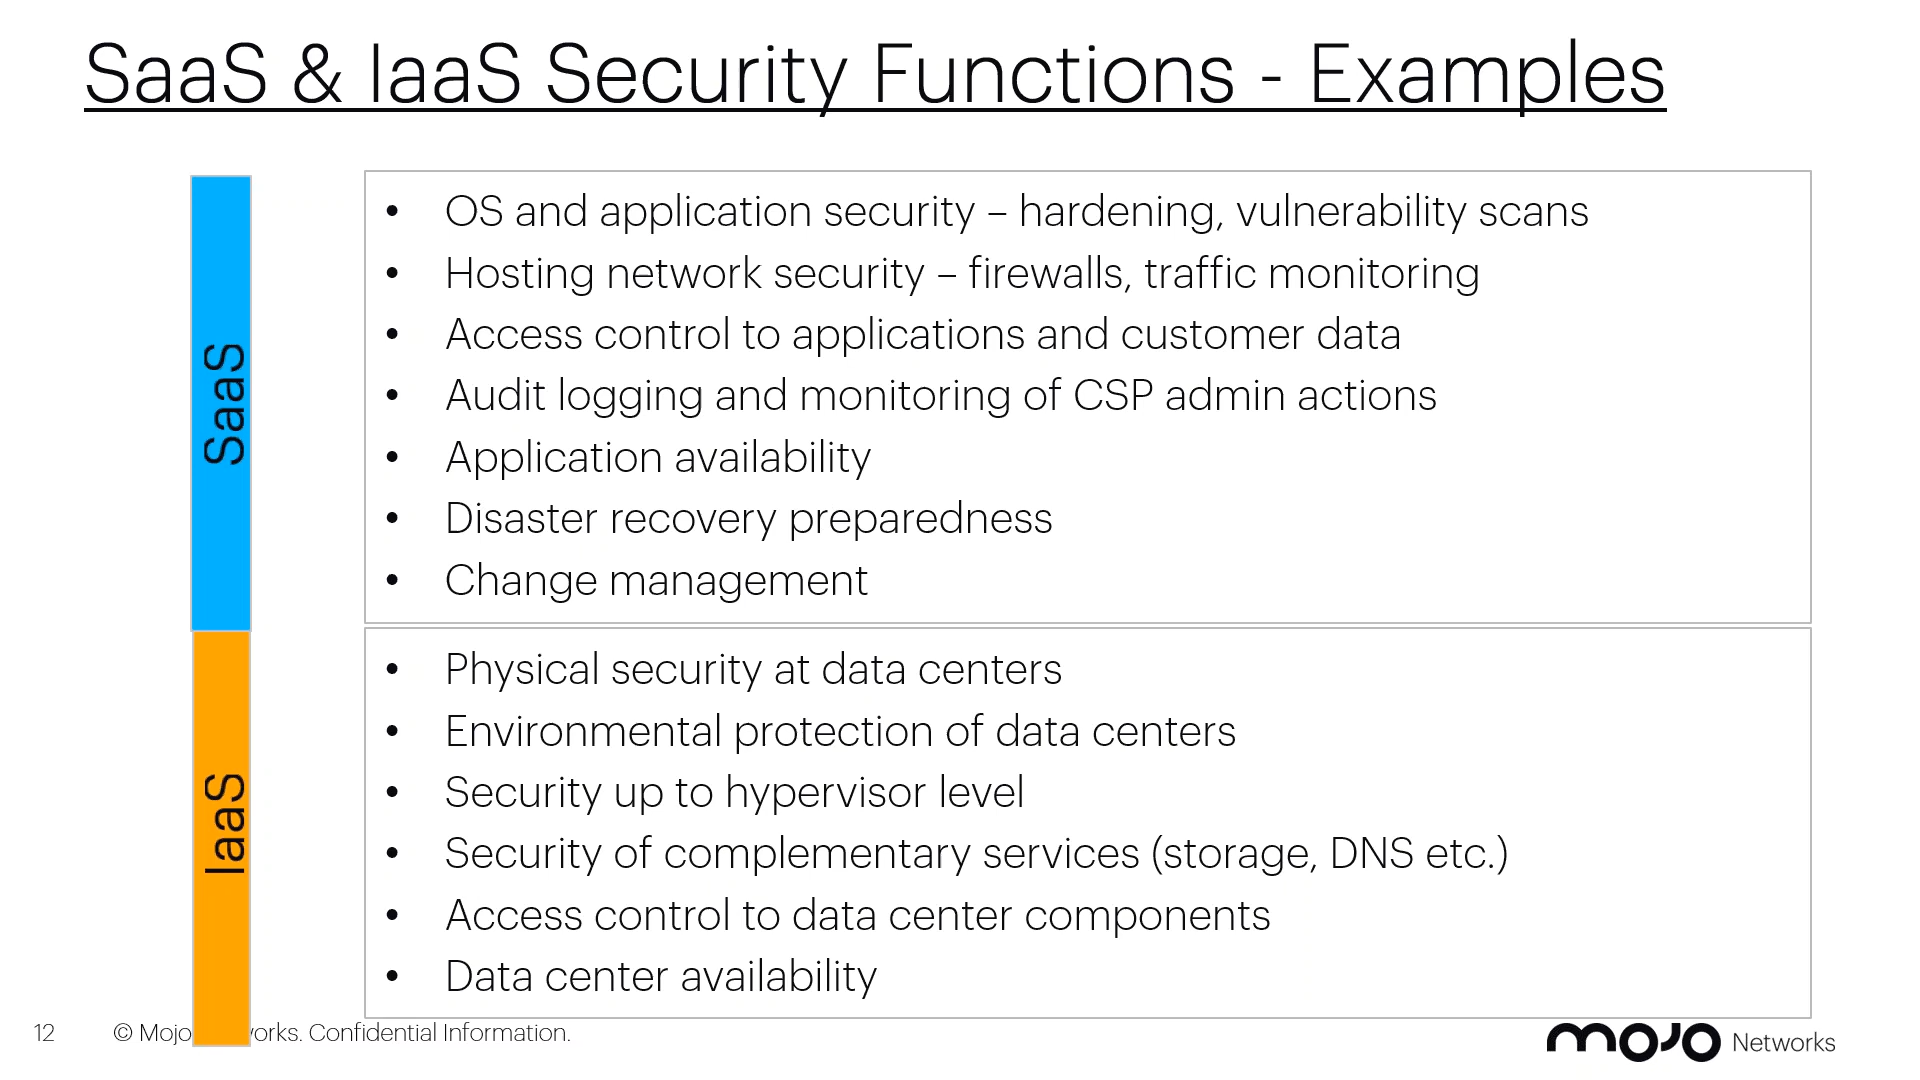 SaaS & IaaS Security Functions - Examples
SaaS
• OS and application security – hardening, vulnerability scans
• Hosting network security – firewalls, traffic monitoring
• Access control to applications and customer data
• Audit logging and monitoring of CSP admin actions
• Application availability
• Disaster recovery preparedness
• Change management
IaaS
• Physical security at data centers
• Environmental protection of data centers
• Security up to hypervisor level
• Security of complementary services (storage, DNS etc.)
• Access control to data center components
• Data center availability
12 © Mojo orks. Confidential Information.
mojo Networks